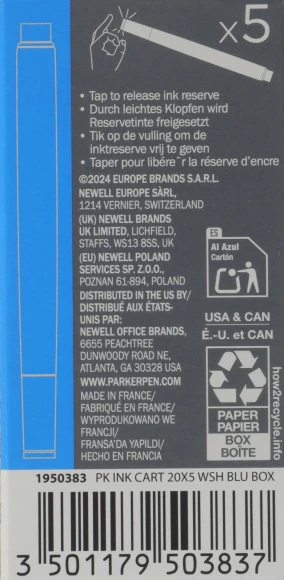 x5
• Tap to release ink reserve
• Durch leichtes Klopfen wird
Reservetinte freigesetzt
• Tik op de vulling om de
inktreserve vrij te geven
• Taper pour libére´r la réserve d'encre
©2024 EUROPE BRANDS S.A.R.L.
NEWELL EUROPE SÀRL,
1214 VERNIER, SWITZERLAND
(UK) NEWELL BRANDS
UK LIMITED, LICHFIELD,
STAFFS, WS13 8SS, UK
(EU) NEWELL POLAND
SERVICES SP. Z.O.O.,
POZNAN 61-894, POLAND
DISTRIBUTED IN THE US BY/
DISTRIBUÉ AUX ÉTATS-
UNIS PAR:
NEWELL OFFICE BRANDS,
6655 PEACHTREE
DUNWOODY ROAD NE,
ATLANTA, GA 30328 USA
WWW.PARKERPEN.COM
MADE IN FRANCE/
FABRIQUÉ EN FRANCE/
WYPRODUKOWANO WE
FRANCJI/
FRANSA'DA YAPILDI/
HECHO EN FRANCIA
ES
Al Azul
Cartón
USA & CAN
É.-U. et CAN
PAPER
PAPIER
BOX
BOÎTE
how2recycle.info
1950383 PK INK CART 20X5 WSH BLU BOX
3 501179 503837